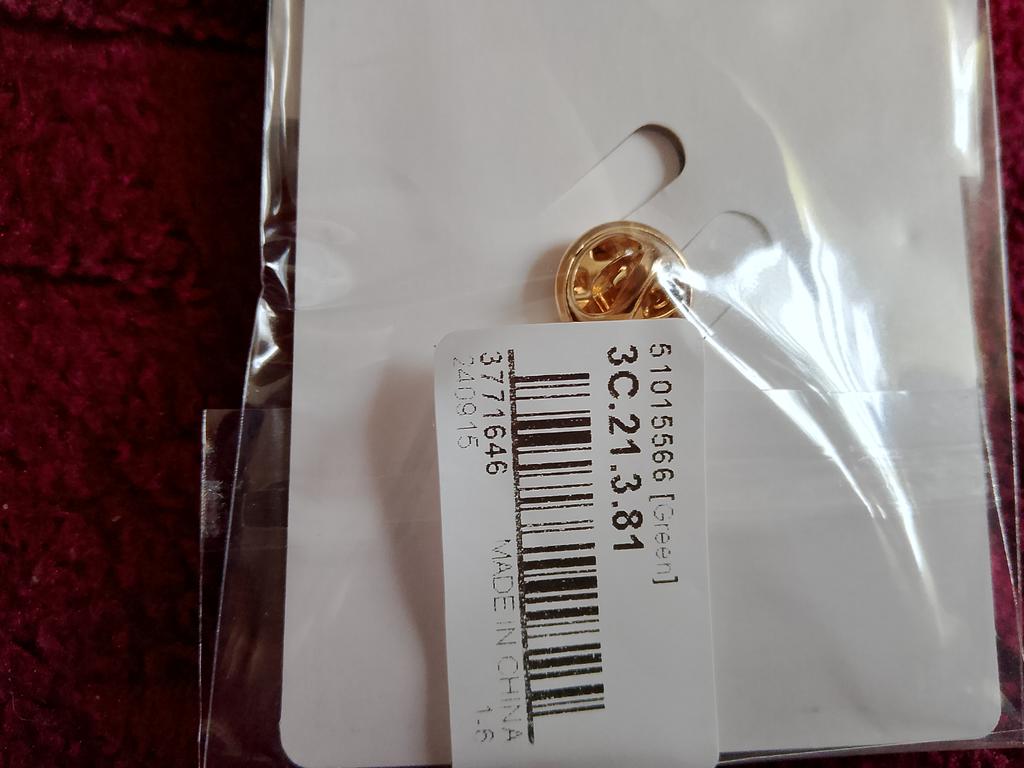 51015566 [Green]
3C.21.3.81
3771646 MADE IN CHINA
240915 1-6